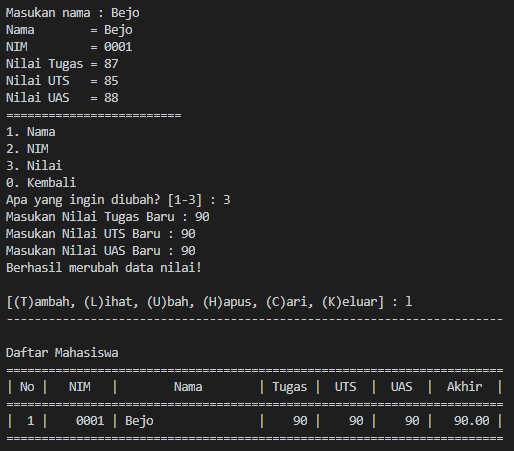 Masukan nama : Bejo
Nama        = Bejo
NIM         = 0001
Nilai Tugas = 87
Nilai UTS   = 85
Nilai UAS   = 88
=========================
1. Nama
2. NIM
3. Nilai
0. Kembali
Apa yang ingin diubah? [1-3] : 3
Masukan Nilai Tugas Baru : 90
Masukan Nilai UTS Baru : 90
Masukan Nilai UAS Baru : 90
Berhasil merubah data nilai!

[(T)ambah, (L)ihat, (U)bah, (H)apus, (C)ari, (K)eluar] : l
-----------------------------------------------------------------------

Daftar Mahasiswa
=======================================================================
| No |   NIM   |        Nama        | Tugas |  UTS  |  UAS  |  Akhir  |
=======================================================================
|  1 |    0001 | Bejo               |    90 |    90 |    90 |   90.00 |
=======================================================================